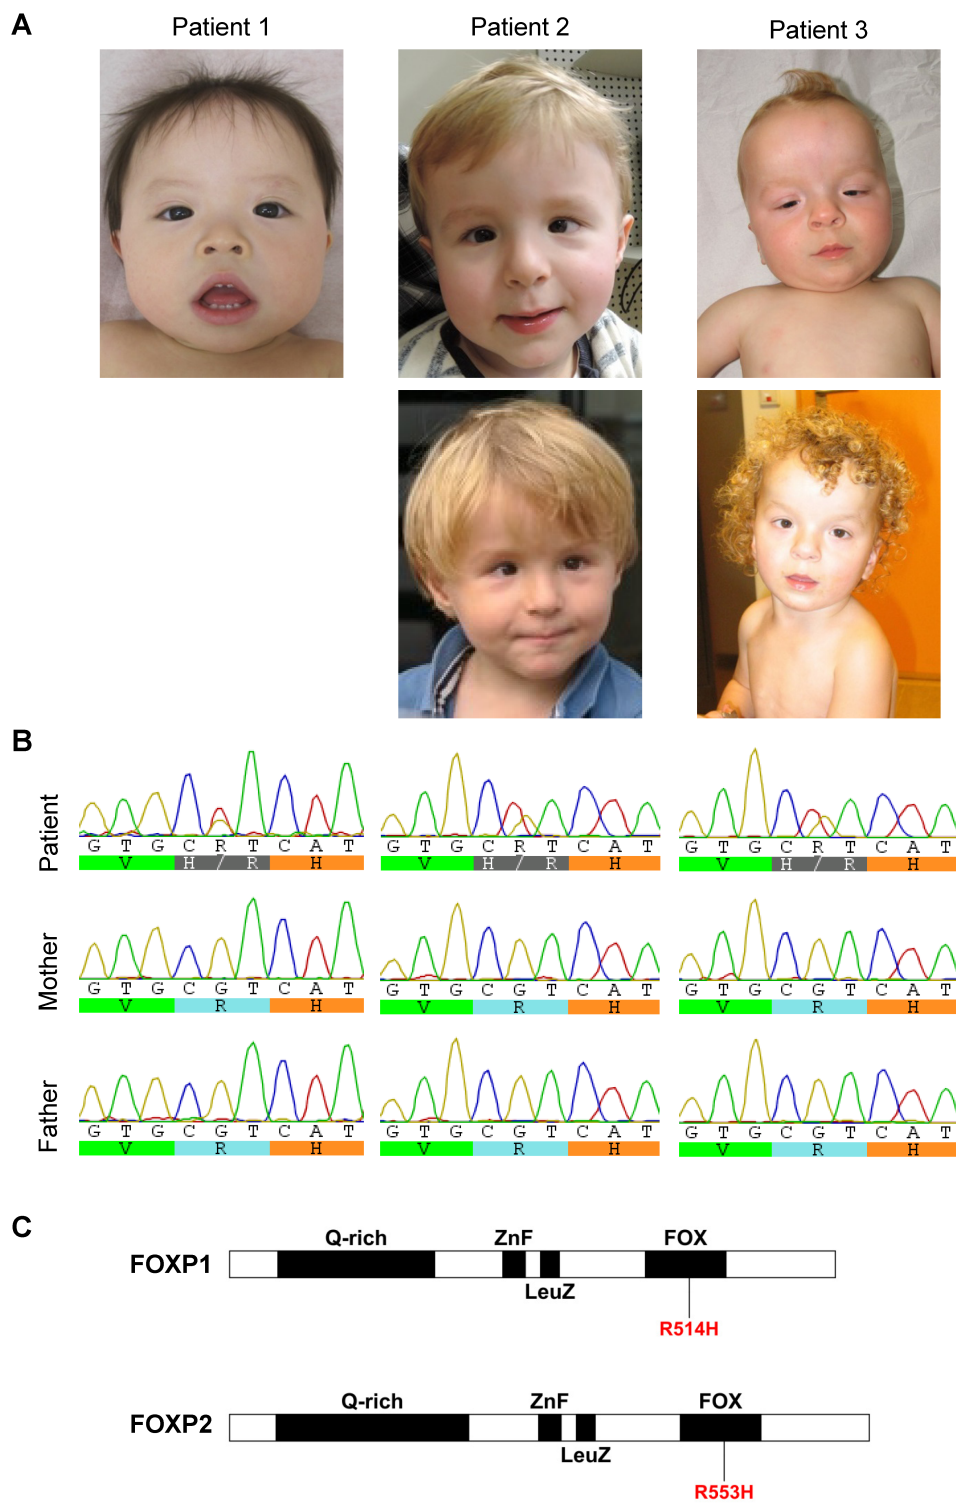 A
Patient 1 Patient 2 Patient 3
B
Patient
G T G C R T C A T G T G C R T C A T G T G C R T C A T
V H / R H V H / R H V H / R H
Mother
G T G C G T C A T G T G C G T C A T G T G C G T C A T
V R H V R H V R H
Father
G T G C G T C A T G T G C G T C A T G T G C G T C A T
V R H V R H V R H
C
Q-rich ZnF FOX
FOXP1
LeuZ
R514H
Q-rich ZnF FOX
FOXP2
LeuZ
R553H